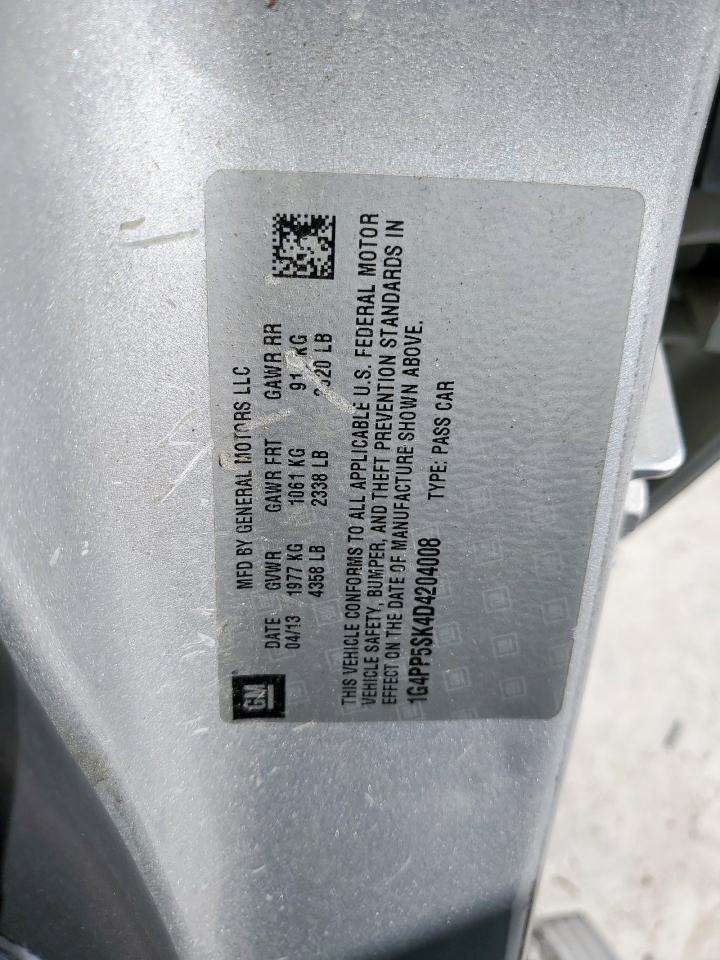 GM
MFD BY GENERAL MOTORS LLC
DATE GVWR GAWR FRT GAWR RR
04/13 1977 KG 1061 KG KG
4358 LB 2338 LB LB
THIS VEHICLE CONFORMS TO ALL APPLICABLE U.S. FEDERAL MOTOR
VEHICLE SAFETY, BUMPER, AND THEFT PREVENTION STANDARDS IN
EFFECT ON THE DATE OF MANUFACTURE SHOWN ABOVE.
1G4PP5SK4D4204008 TYPE: PASS CAR